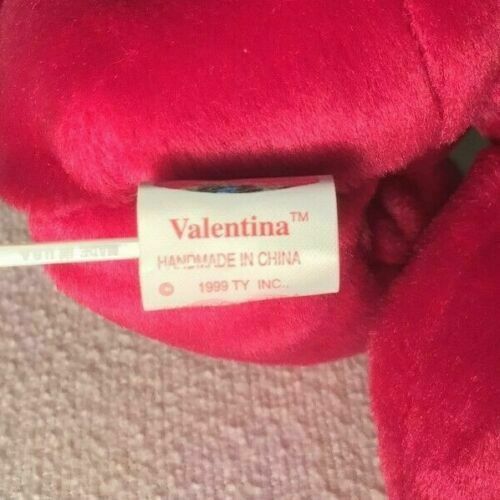 Valentina™
HANDMADE IN CHINA
© 1999 TY INC.,